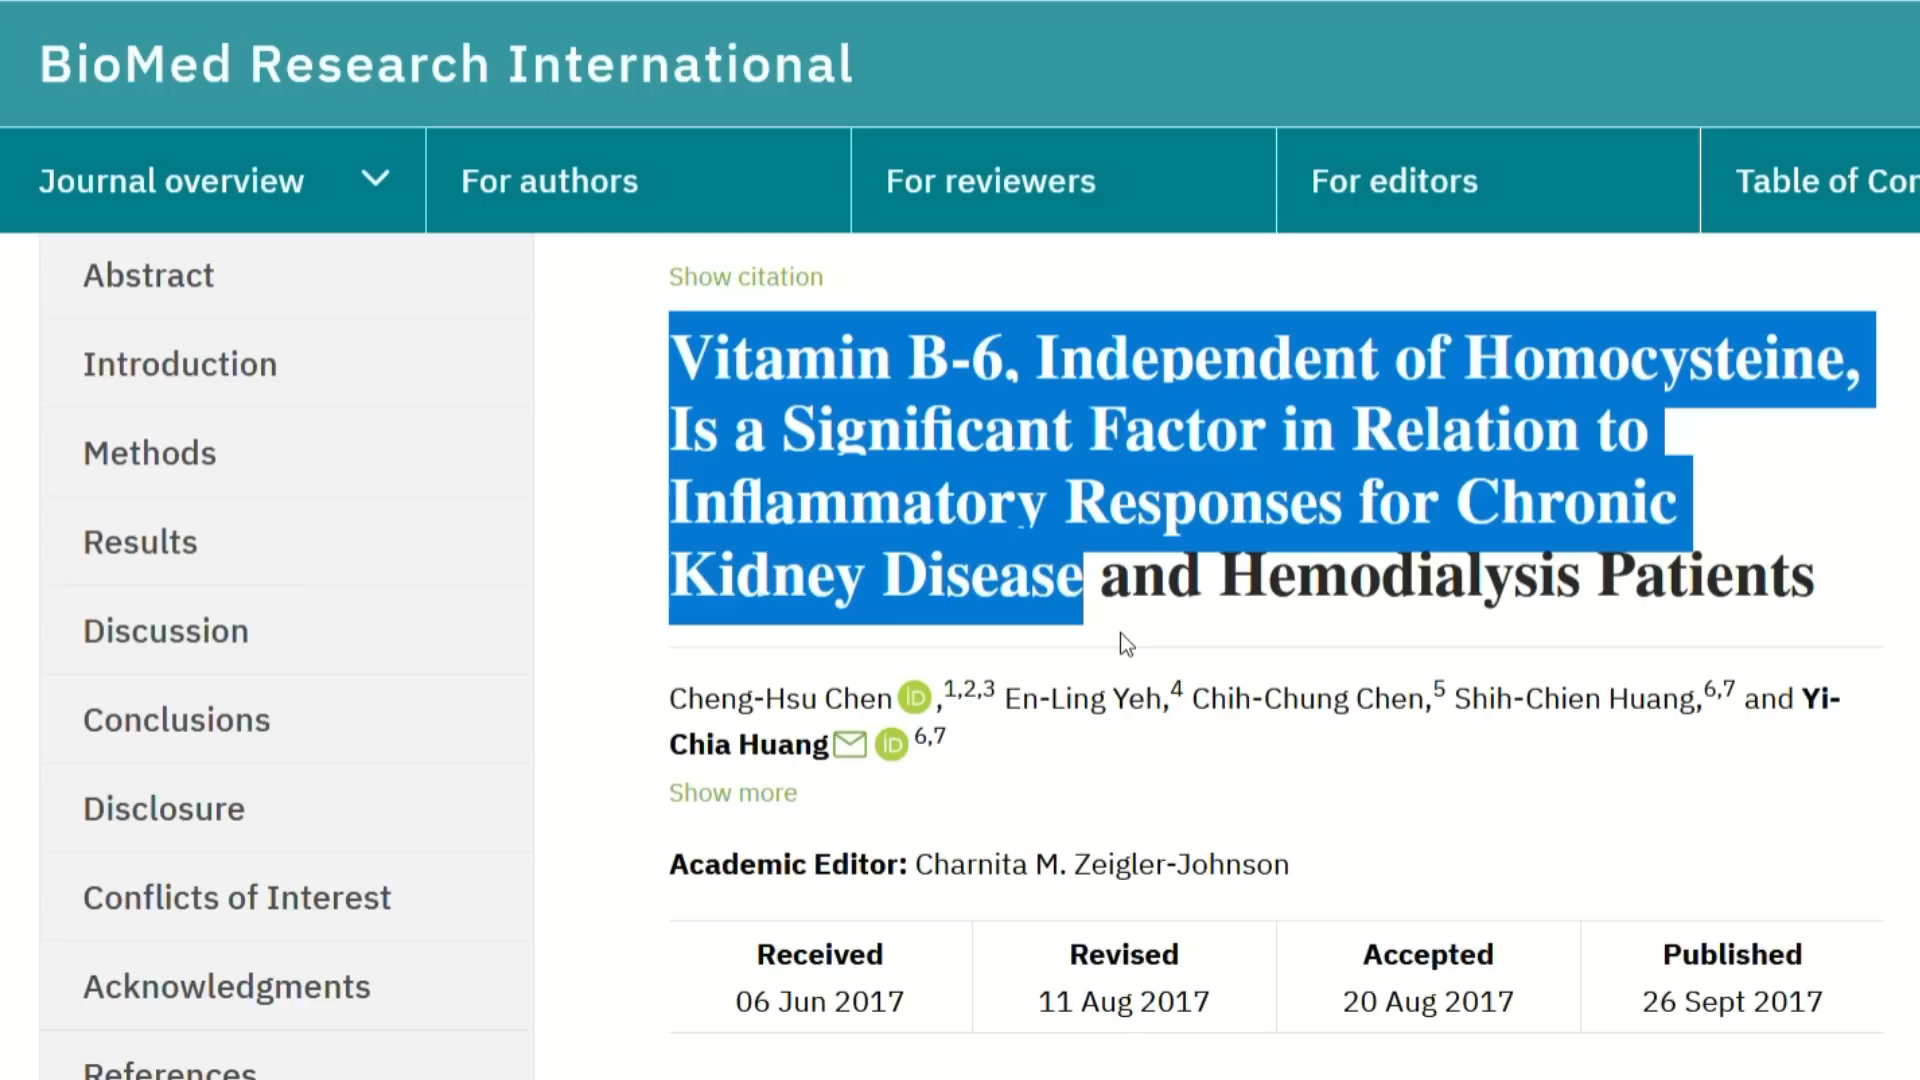 BioMed Research International
Journal overview
For authors
For reviewers
For editors
Table of Con
Abstract
Introduction
Methods
Results
Discussion
Conclusions
Disclosure
Conflicts of Interest
Acknowledgments
References
Show citation
Vitamin B-6, Independent of Homocysteine,
Is a Significant Factor in Relation to
Inflammatory Responses for Chronic
Kidney Disease and Hemodialysis Patients
Cheng-Hsu Chen iD ,1,2,3 En-Ling Yeh,4 Chih-Chung Chen,5 Shih-Chien Huang,6,7 and Yi-
Chia Huang iD 6,7
Show more
Academic Editor: Charnita M. Zeigler-Johnson
Received
06 Jun 2017
Revised
11 Aug 2017
Accepted
20 Aug 2017
Published
26 Sept 2017